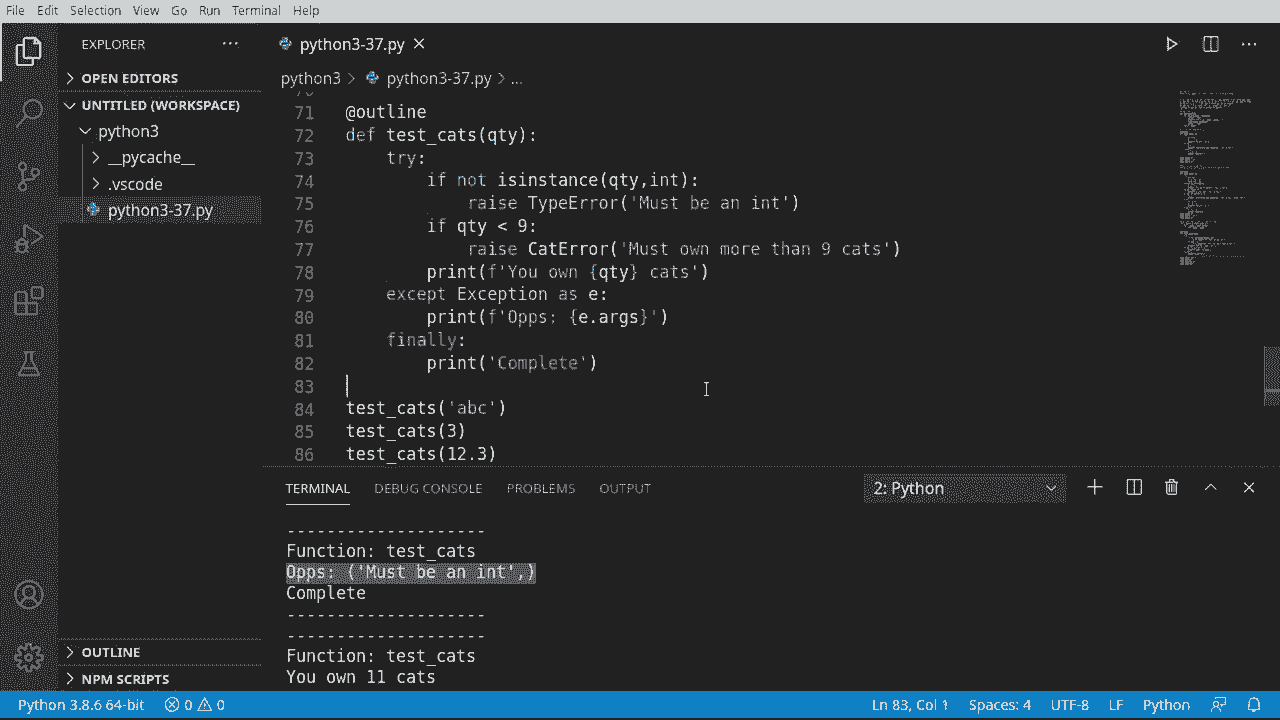 File Edit Selection View Go Run Terminal Help
EXPLORER ···
OPEN EDITORS
UNTITLED (WORKSPACE)
python3
__pycache__
.vscode
python3-37.py
OUTLINE
NPM SCRIPTS
python3-37.py
python3 > python3-37.py > ...
71 @outline
72 def test_cats(qty):
73     try:
74         if not isinstance(qty,int):
75             raise TypeError('Must be an int')
76         if qty < 9:
77             raise CatError('Must own more than 9 cats')
78         print(f'You own {qty} cats')
79     except Exception as e:
80         print(f'Opps: {e.args}')
81     finally:
82         print('Complete')
83
84 test_cats('abc')
85 test_cats(3)
86 test_cats(12.3)
TERMINAL DEBUG CONSOLE PROBLEMS OUTPUT 2: Python
--------------------
Function: test_cats
Opps: ('Must be an int',)
Complete
--------------------
--------------------
Function: test_cats
You own 11 cats
Python 3.8.6 64-bit 0 0 Ln 83, Col 1 Spaces: 4 UTF-8 LF Python